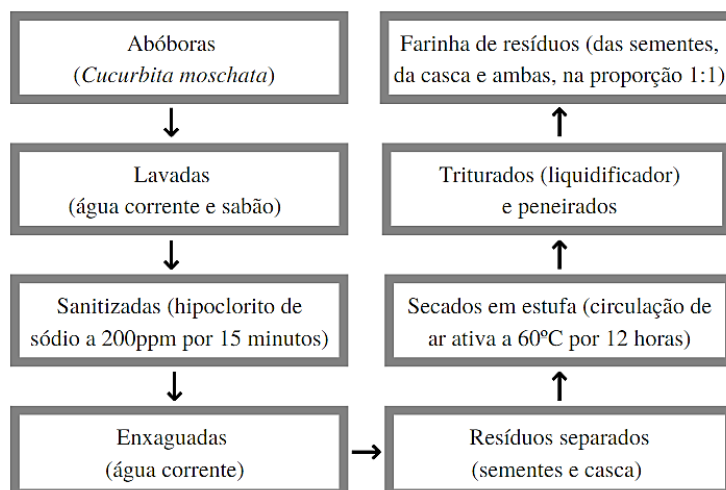 Abóboras
(Cucurbita moschata)
Lavadas
(água corrente e sabão)
Sanitizadas (hipoclorito de
sódio a 200ppm por 15 minutos)
Enxaguadas
(água corrente)
Resíduos separados
(sementes e casca)
Secados em estufa (circulação de
ar ativa a 60ºC por 12 horas)
Triturados (liquidificador)
e peneirados
Farinha de resíduos (das sementes,
da casca e ambas, na proporção 1:1)